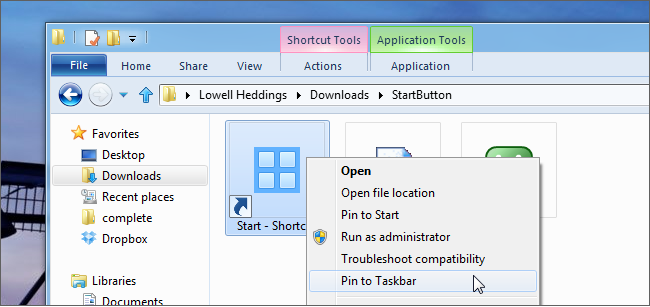 Shortcut Tools
Application Tools
File
Home
Share
View
Actions
Application
Lowell Heddings
Downloads
StartButton
Favorites
Desktop
Downloads
Recent places
complete
Dropbox
Libraries
Documents
Start - Shortc
Open
Open file location
Pin to Start
Run as administrator
Troubleshoot compatibility
Pin to Taskbar